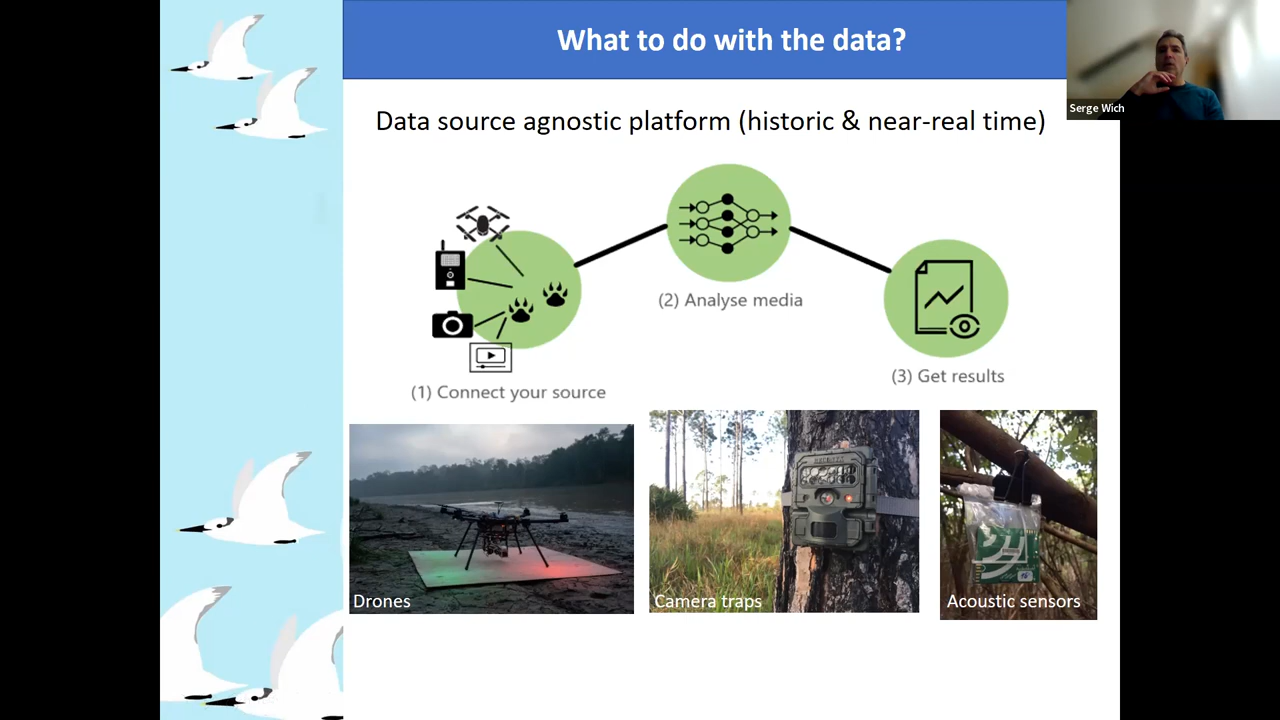 What to do with the data?
Serge Wich
Data source agnostic platform (historic & near-real time)
(2) Analyse media
(3) Get results
(1) Connect your source
Drones
Camera traps
Acoustic sensors